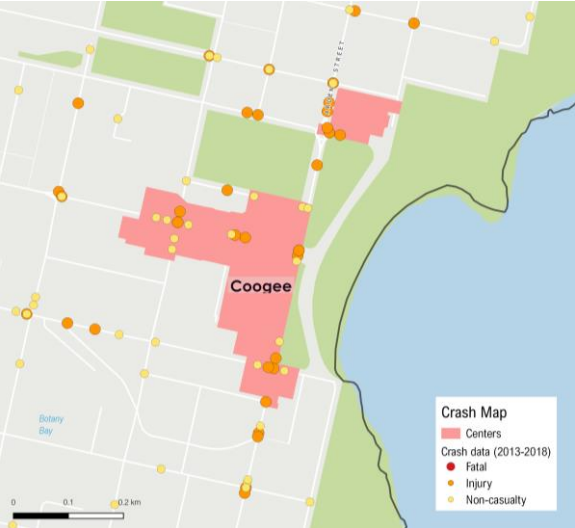 STREET
Coogee
Botany
Bay
0 0.1 0.2 km
Crash Map
Centers
Crash data (2013-2018)
Fatal
Injury
Non-casualty